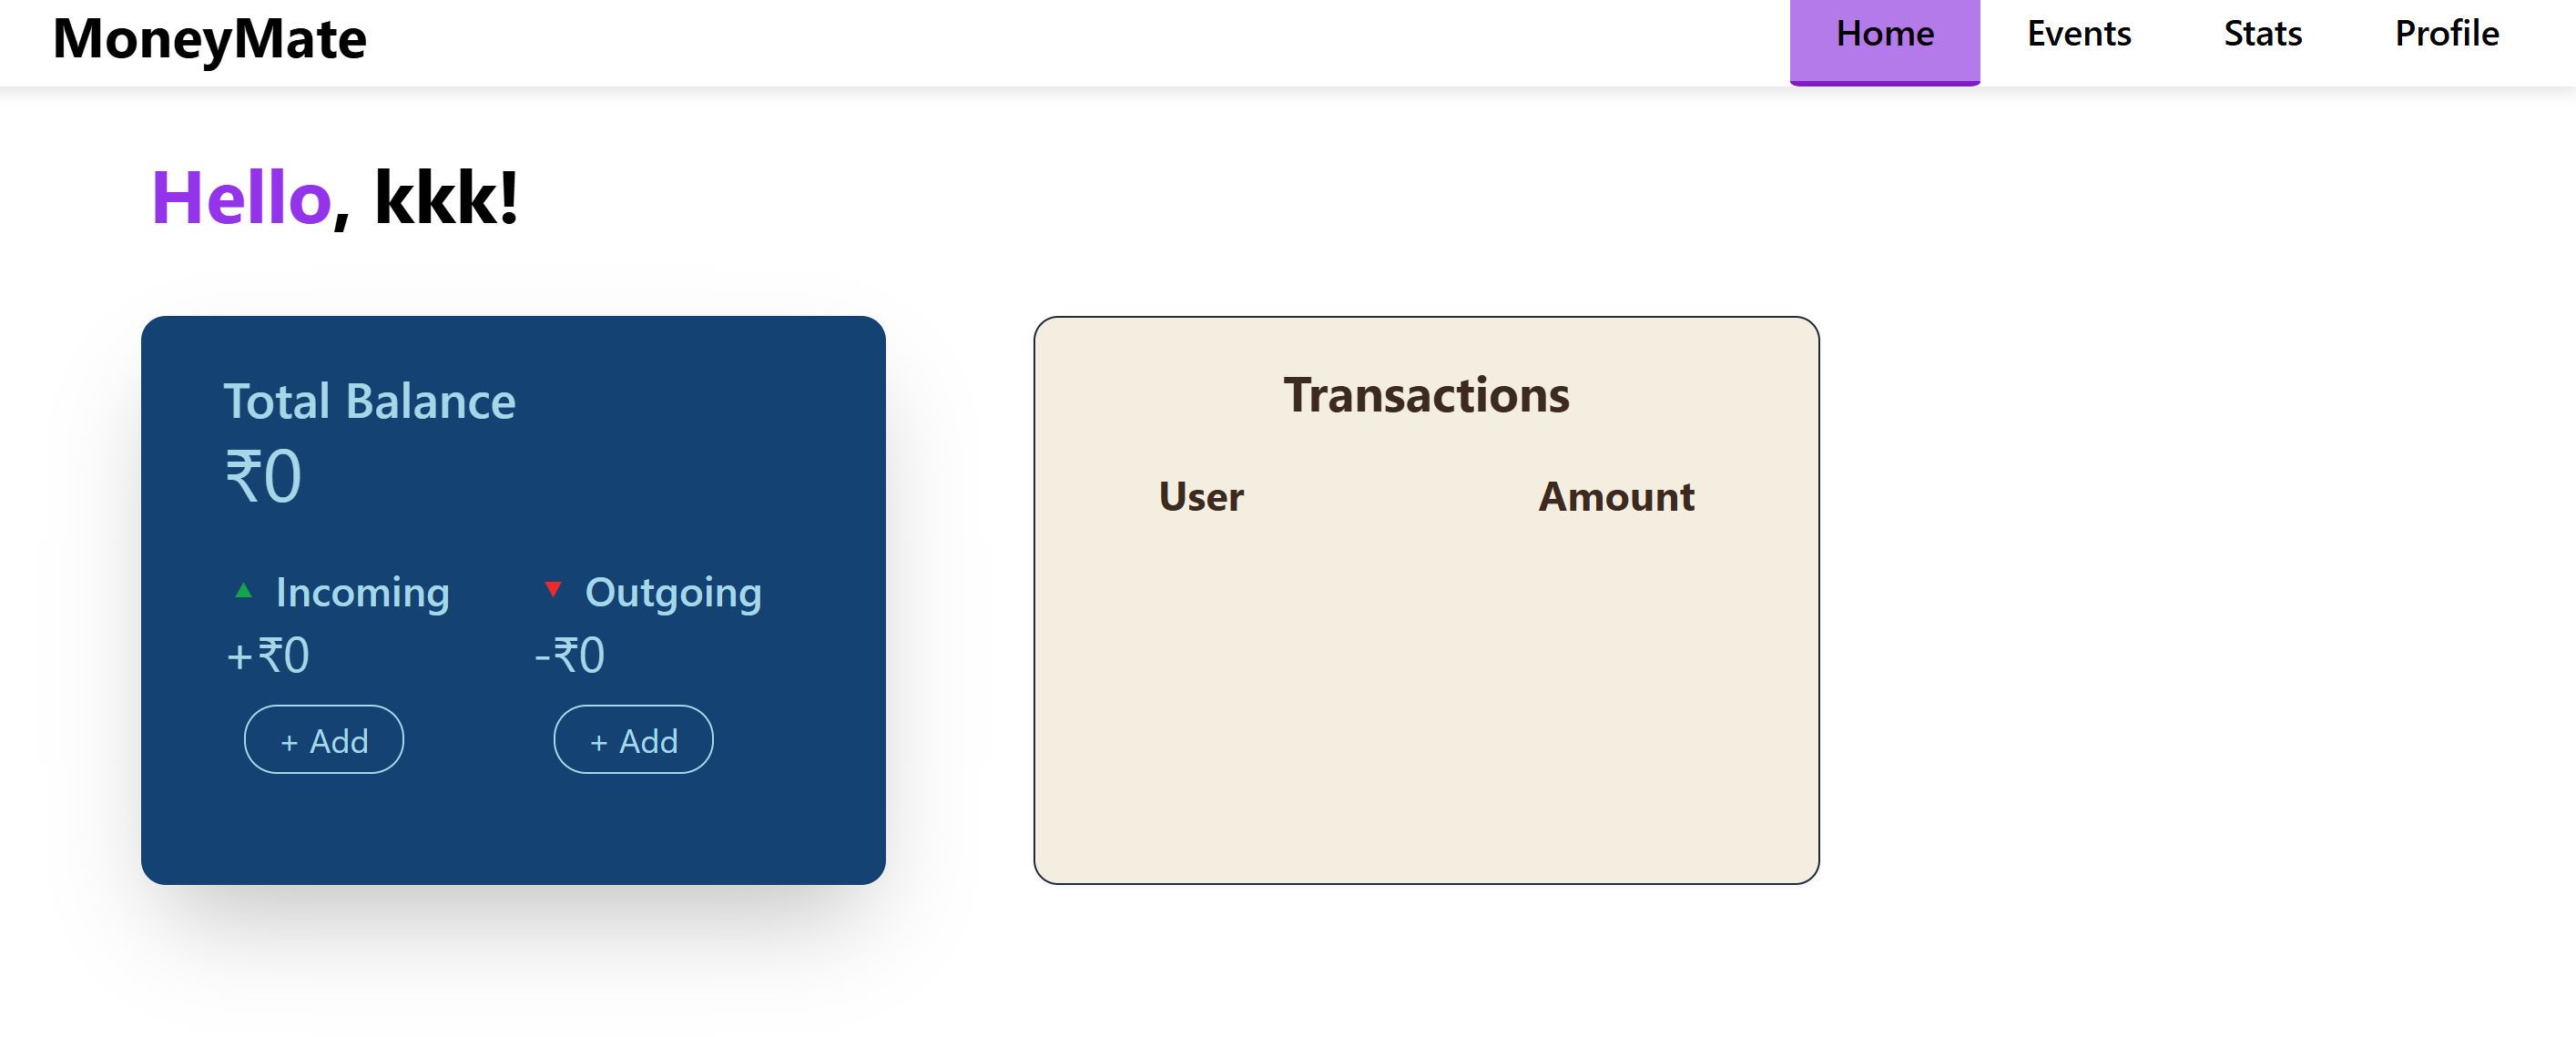 MoneyMate
Home Events Stats Profile
Hello, kkk!
Total Balance
₹0
▲ Incoming
+₹0
+ Add
▼ Outgoing
-₹0
+ Add
Transactions
User Amount